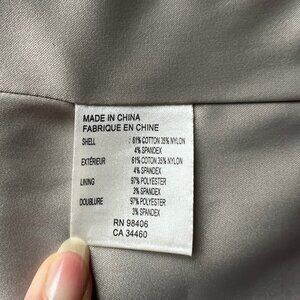 MADE IN CHINA
FABRIQUE EN CHINE
SHELL : 61% COTTON 35% NYLON
4% SPANDEX
EXTÉRIEUR 61% COTON 35% NYLON
4% SPANDEX
LINING 97% POLYESTER
3% SPANDEX
DOUBLURE 97% POLYESTER
3% SPANDEX
RN 98406
CA 34460